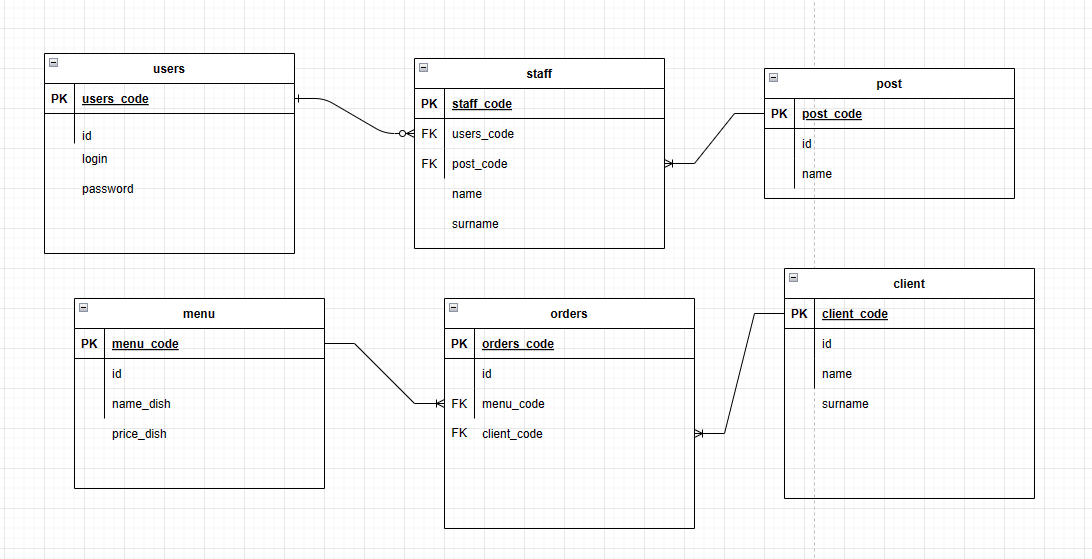 users
PK users_code
id
login
password
staff
PK staff_code
FK users_code
FK post_code
name
surname
post
PK post_code
id
name
menu
PK menu_code
id
name_dish
price_dish
orders
PK orders_code
id
FK menu_code
FK client_code
client
PK client_code
id
name
surname